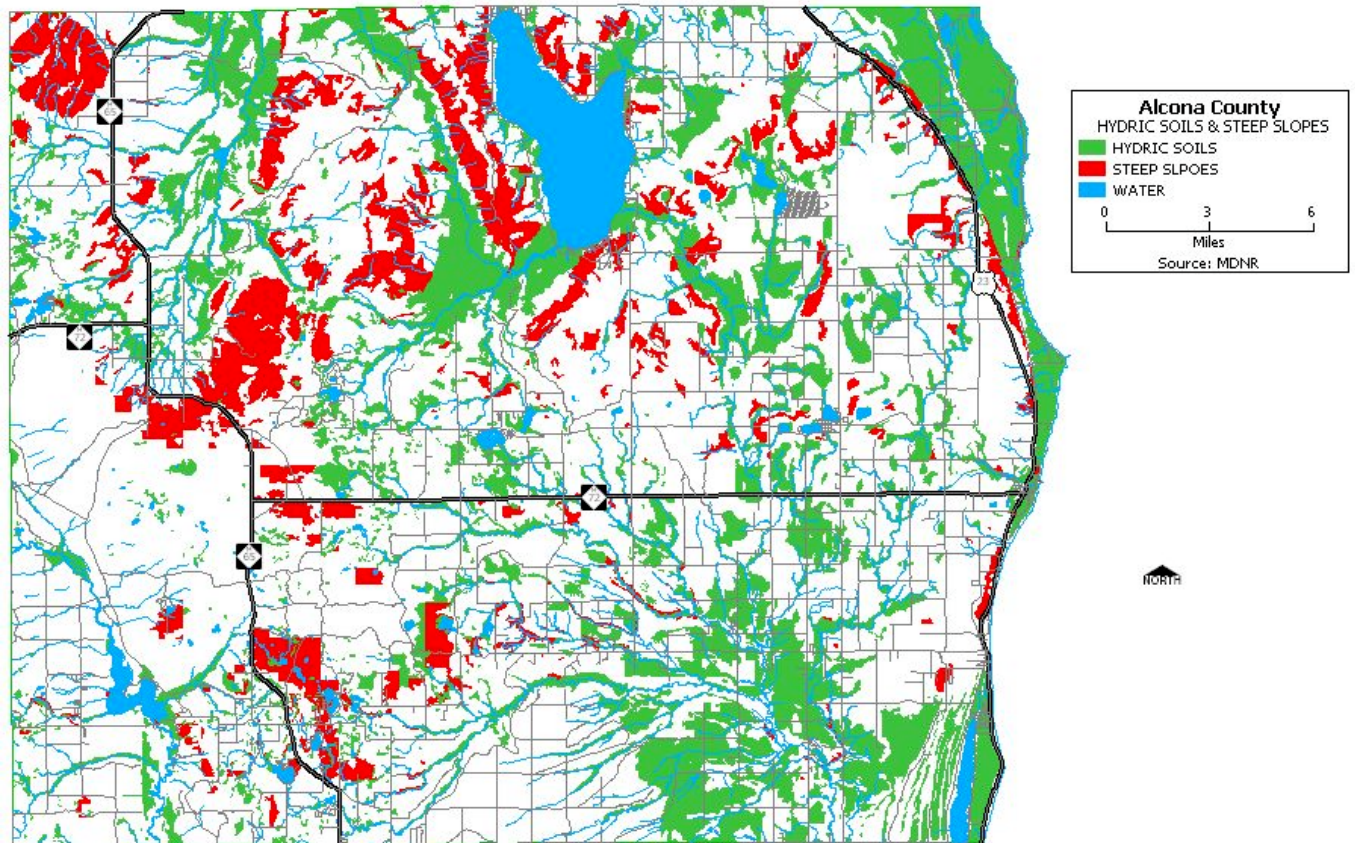 Alcona County
HYDRIC SOILS & STEEP SLOPES
HYDRIC SOILS
STEEP SLPOES
WATER
0 3 6
Miles
Source: MDNR
65
23
72
72
65
NORTH